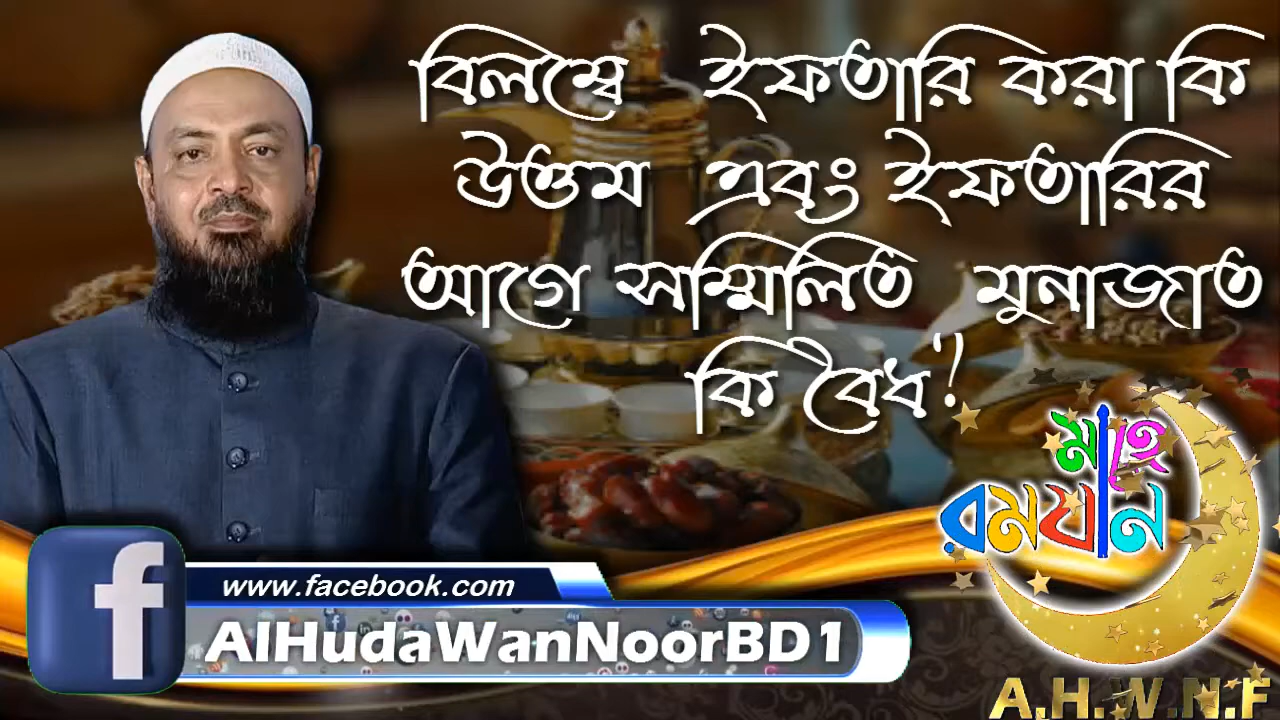 বিলম্বে ইফতারি করা কি
উত্তম এবং ইফতারির
আগে সম্মিলিত মুনাজাত
কি বৈধ?
মাহে
রমযান
f
www.facebook.com
AlHudaWanNoorBD1
A.H.W.N.F